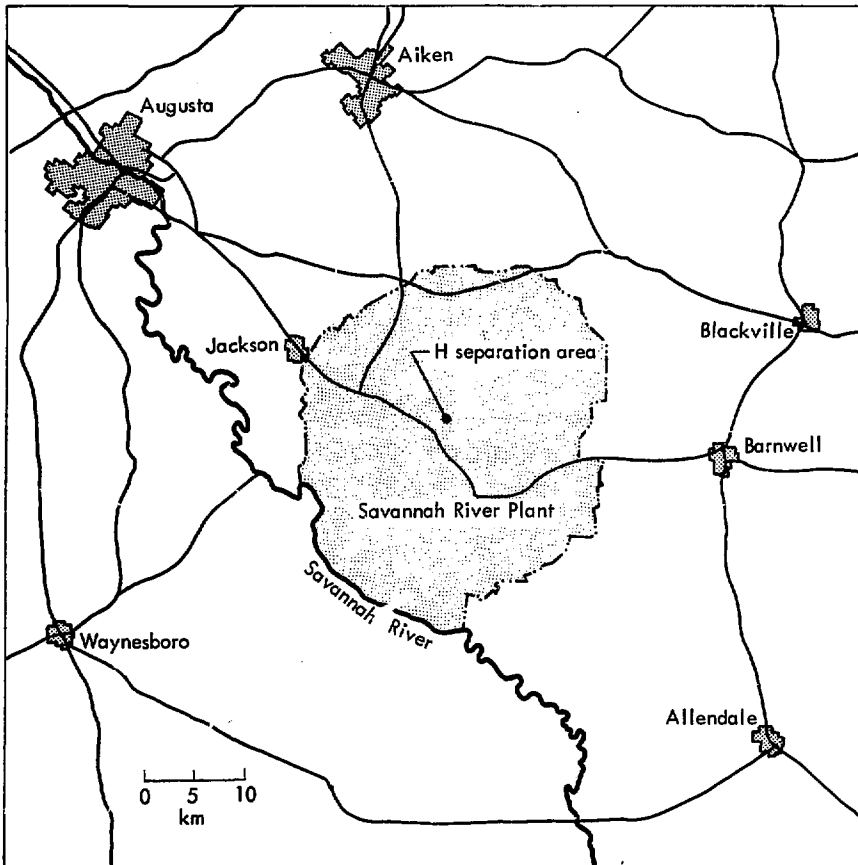 Aiken
Augusta
Jackson
H separation area
Blackville
Barnwell
Savannah River Plant
Savannah River
Waynesboro
Allendale
0 5 10
km